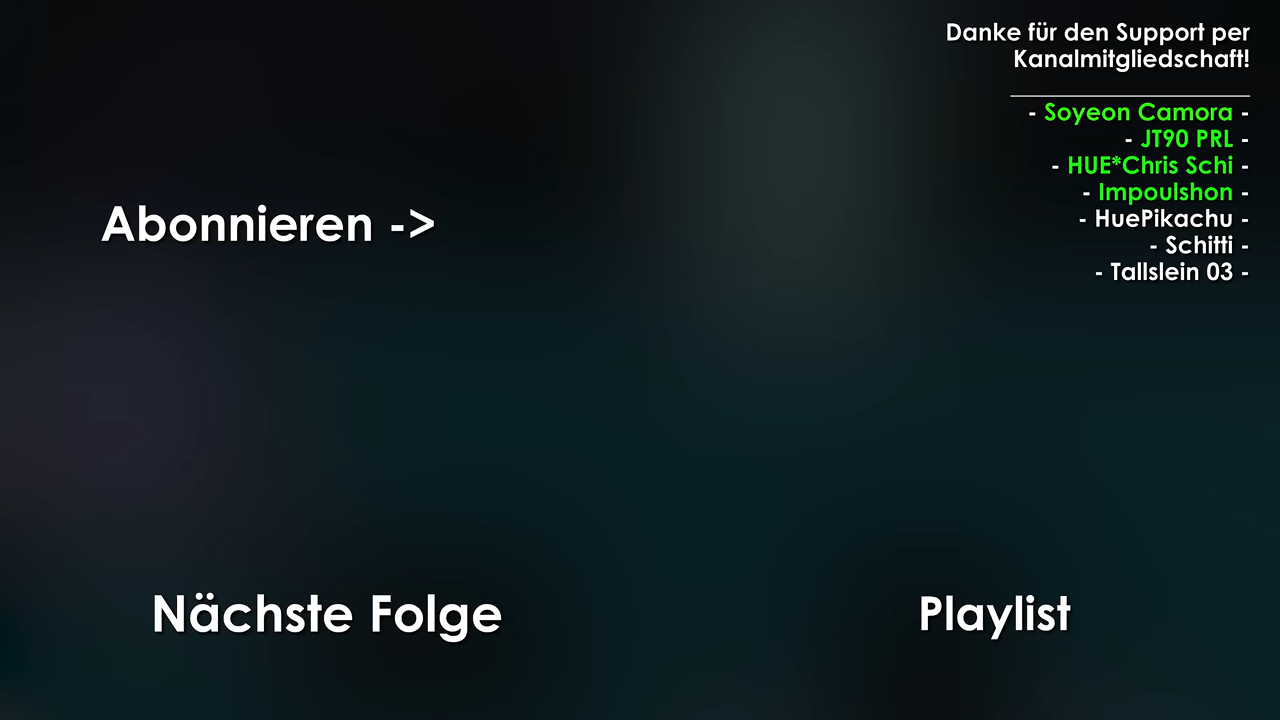 Danke für den Support per
Kanalmitgliedschaft!
- Soyeon Camora -
- JT90 PRL -
- HUE*Chris Schi -
- Impoulshon -
- HuePikachu -
- Schitti -
- Tallslein 03 -
Abonnieren ->
Nächste Folge
Playlist